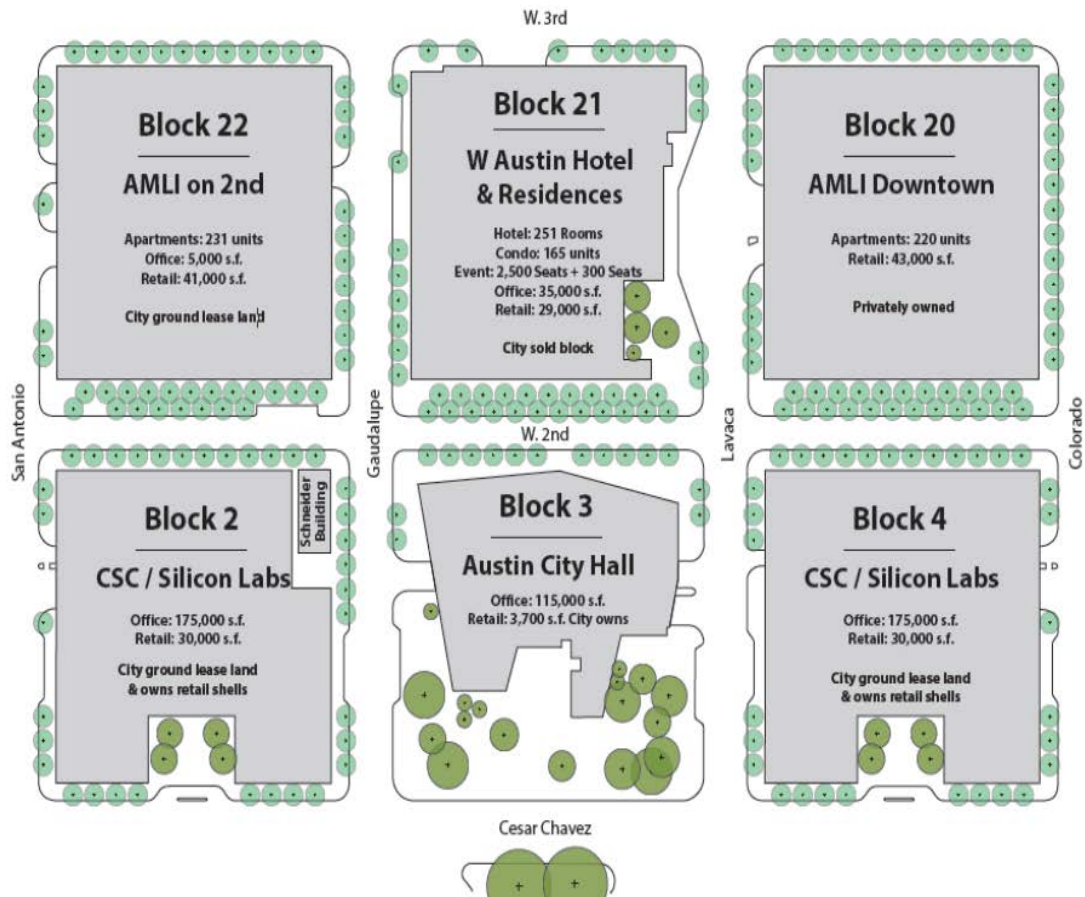 W. 3rd
Block 22
AMLI on 2nd
Apartments: 231 units
Office: 5,000 s.f.
Retail: 41,000 s.f.
City ground lease land
Block 21
W Austin Hotel
& Residences
Hotel: 251 Rooms
Condo: 165 units
Event: 2,500 Seats + 300 Seats
Office: 35,000 s.f.
Retail: 29,000 s.f.
City sold block
Block 20
AMLI Downtown
Apartments: 220 units
Retail: 43,000 s.f.
Privately owned
San Antonio
Gaudalupe
Lavaca
Colorado
W. 2nd
Block 2
Schneider
Building
CSC / Silicon Labs
Office: 175,000 s.f.
Retail: 30,000 s.f.
City ground lease land
& owns retail shells
Block 3
Austin City Hall
Office: 115,000 s.f.
Retail: 3,700 s.f. City owns
Block 4
CSC / Silicon Labs
Office: 175,000 s.f.
Retail: 30,000 s.f.
City ground lease land
& owns retail shells
Cesar Chavez